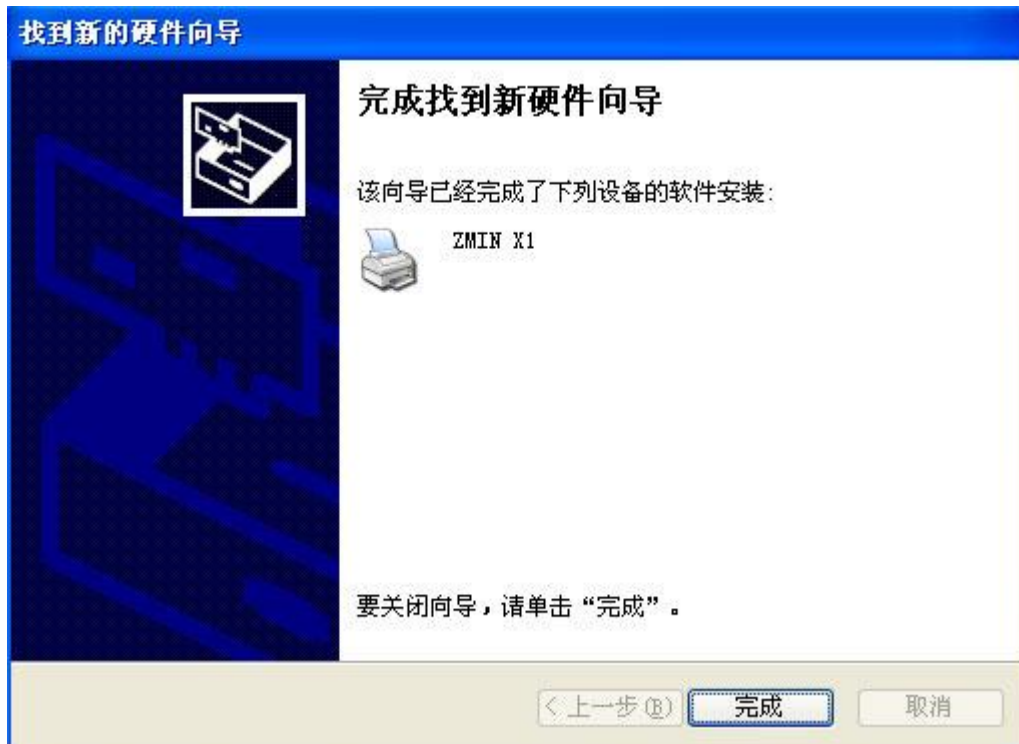 找到新的硬件向导
完成找到新硬件向导
该向导已经完成了下列设备的软件安装:
ZMIN X1
要关闭向导，请单击“完成”。
<上一步(B) 完成 取消